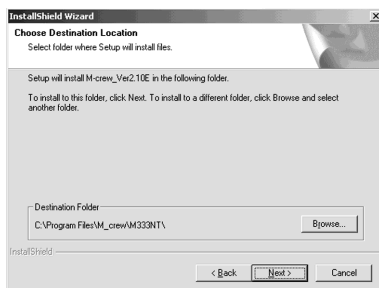 InstallShield Wizard
Choose Destination Location
Select folder where Setup will install files.
Setup will install M-crew_Ver2.10E in the following folder.
To install to this folder, click Next. To install to a different folder, click Browse and select
another folder.
Destination Folder
C:\Program Files\M_crew\M333NT\
Browse...
InstallShield
< Back
Next >
Cancel